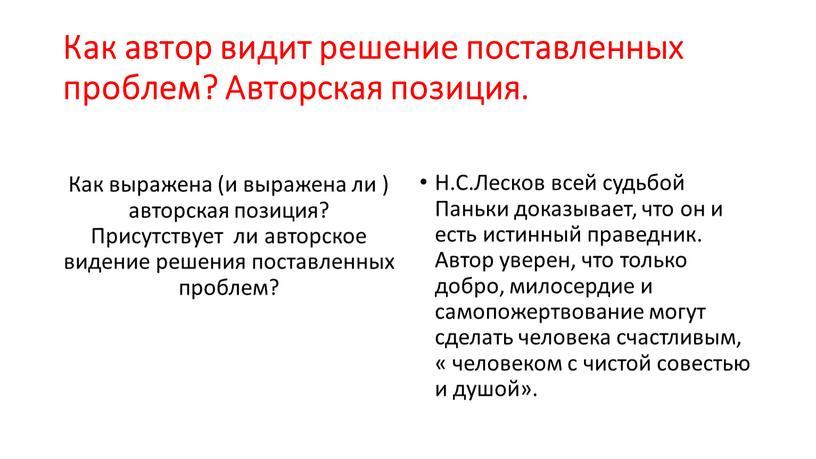 Как автор видит решение поставленных
проблем? Авторская позиция.
Как выражена (и выражена ли )
авторская позиция?
Присутствует  ли авторское
видение решения поставленных
проблем?
• Н.С.Лесков всей судьбой
Паньки доказывает, что он и
есть истинный праведник.
Автор уверен, что только
добро, милосердие и
самопожертвование могут
сделать человека счастливым,
« человеком с чистой совестью
и душой».